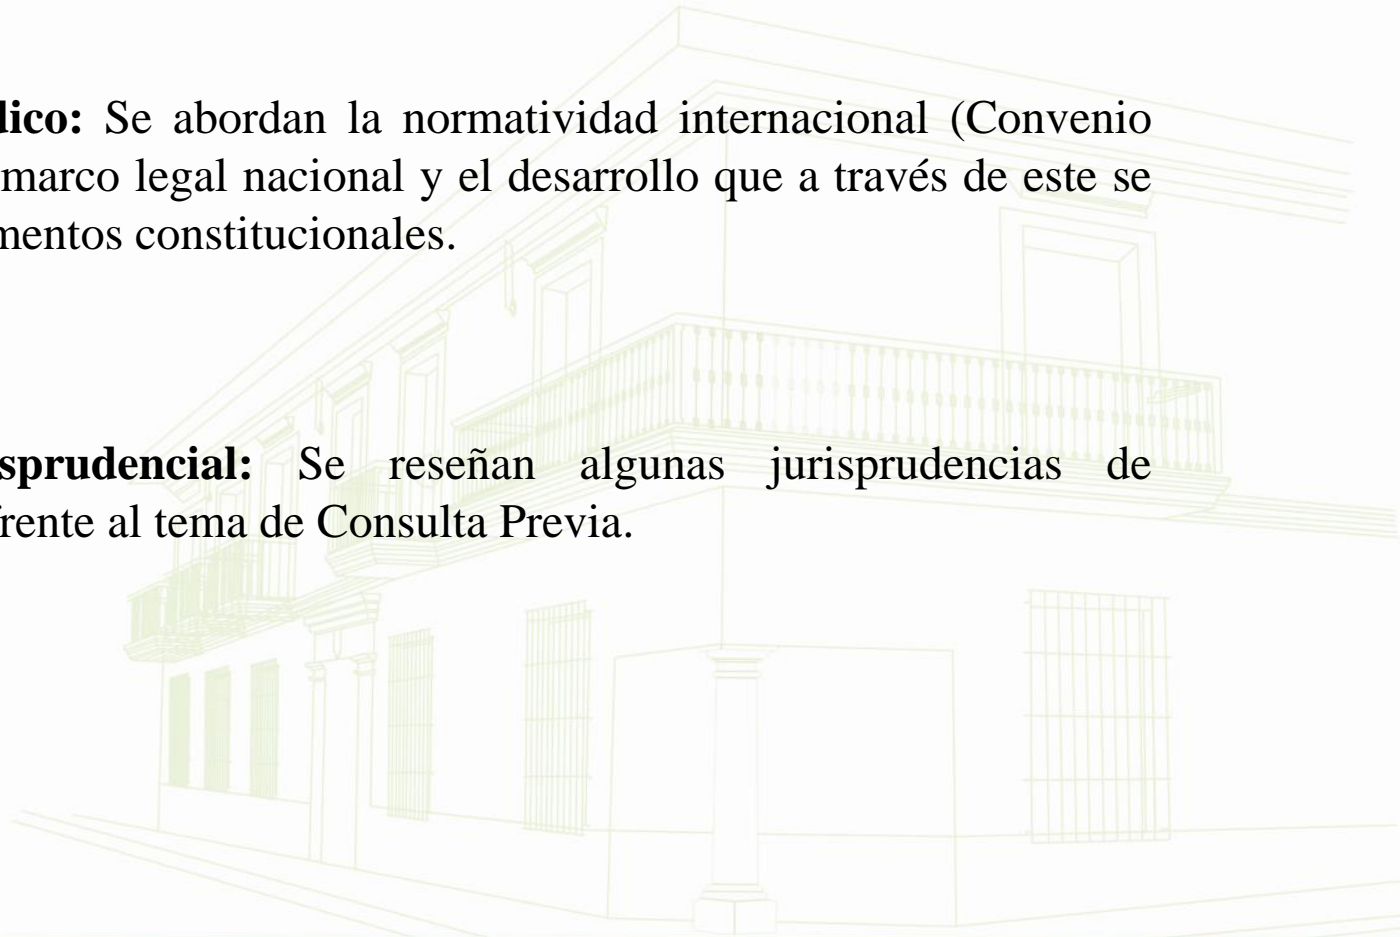 dico: Se abordan la normatividad internacional (Convenio
marco legal nacional y el desarrollo que a través de este se
mentos constitucionales.
sprudencial: Se reseñan algunas jurisprudencias de
frente al tema de Consulta Previa.